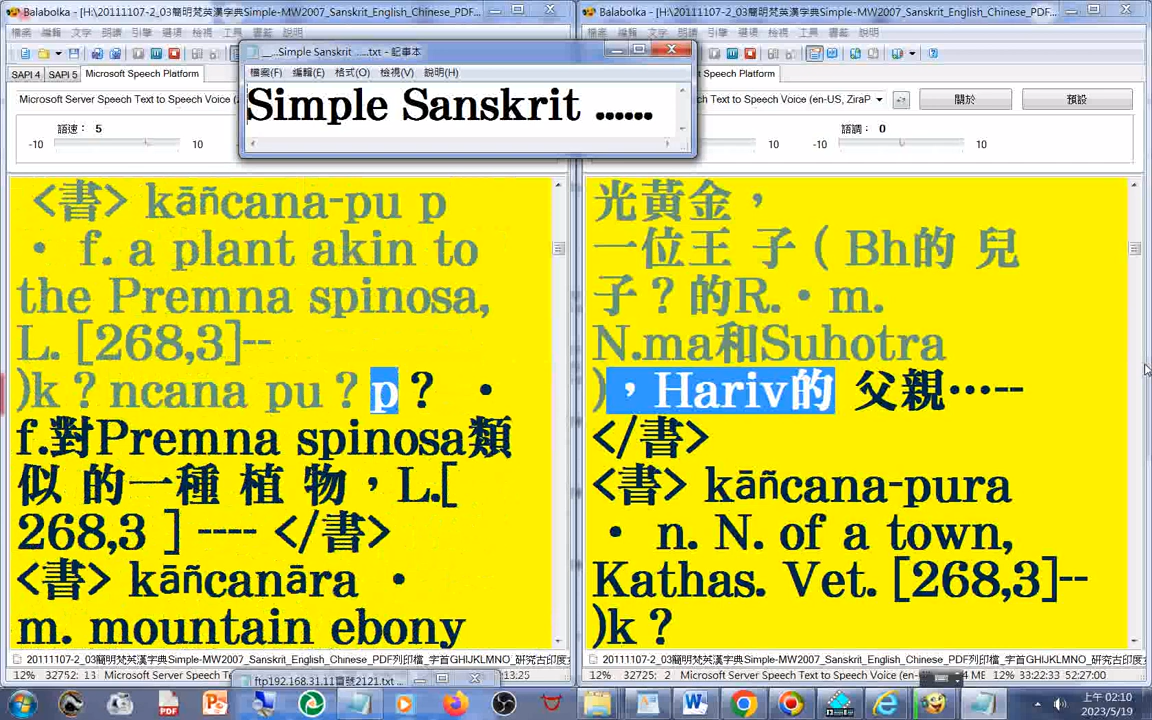 Balabolka - [H:\20111107-2_03簡明梵英漢字典Simple-MW2007_Sanskrit_English_Chinese_PDF...
Balabolka - [H:\20111107-2_03簡明梵英漢字典Simple-MW2007_Sanskrit_English_Chinese_PDF...
__...Simple Sanskrit ......txt - 記事本
檔案(F) 編輯(E) 格式(O) 檢視(V) 說明(H)
Simple Sanskrit ......
SAPI 4 SAPI 5 Microsoft Speech Platform
Speech Platform
Microsoft Server Speech Text to Speech Voice (
ch Text to Speech Voice (en-US, ZiraP
關於
預設
語速： 5
-10 10
語調： 0
-10 10
<書> kāñcana-pu p
• f. a plant akin to
the Premna spinosa,
L. [268,3]--
)k ? ncana pu ? p ? •
f.對Premna spinosa類
似 的一種 植 物，L.[
268,3 ] ---- </書>
<書> kāñcanāra •
m. mountain ebony
光黃金，
一位王 子 ( Bh的 兒
子？的R.•m.
N.ma和Suhotra
)，Hariv的 父親…--
</書>
<書> kāñcana-pura
• n. N. of a town,
Kathas. Vet. [268,3]--
)k ?
20111107-2_03簡明梵英漢字典Simple-MW2007_Sanskrit_English_Chinese_PDF列印檔_字首GHIJKLMNO_研究古印度
20111107-2_03簡明梵英漢字典Simple-MW2007_Sanskrit_English_Chinese_PDF列印檔_字首GHIJKLMNO_研究古印度
12% 32752: 2 Microsoft Se
ftp192.168.31.11冒號2121.txt ...
13:25
12% 32725: 2 Microsoft Server Speech Text to Speech
33:22:33 52:27:00
上午 02:10
2023/5/19